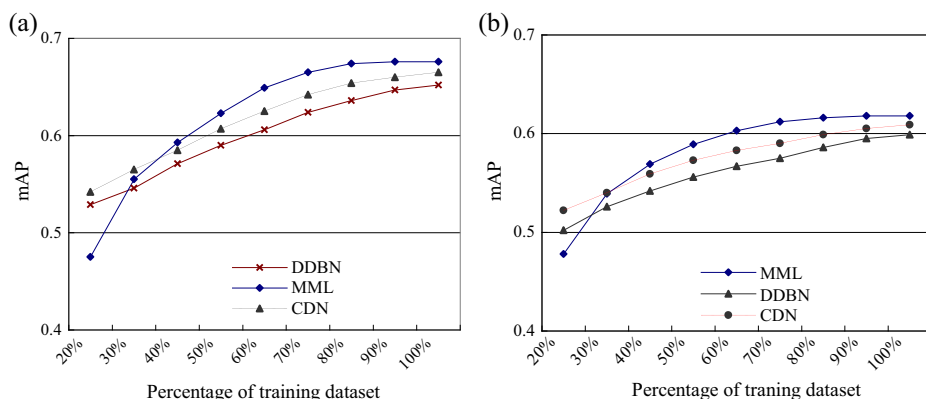 (a)
0.7
0.6
0.5
0.4
mAP
DDBN
MML
CDN
20%
30%
40%
50%
60%
70%
80%
90%
100%
Percentage of training dataset
(b)
0.7
0.6
0.5
0.4
mAP
MML
DDBN
CDN
20%
30%
40%
50%
60%
70%
80%
90%
100%
Percentage of traning dataset